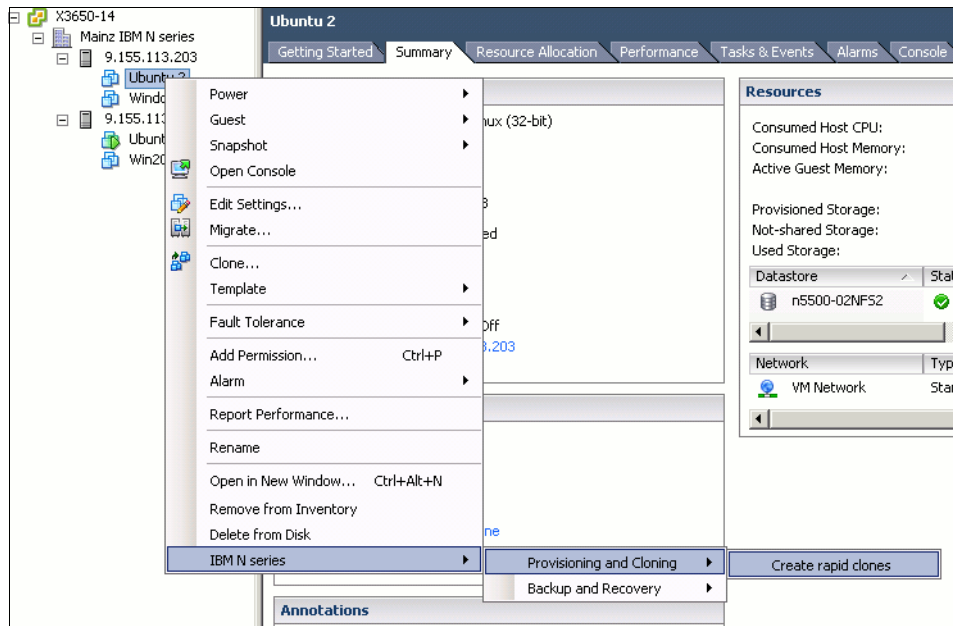 X3650-14
Mainz IBM N series
9.155.113.203
Ubuntu 2
Windo
9.155.113
Ubunt
Win20
Ubuntu 2
Getting Started Summary Resource Allocation Performance Tasks & Events Alarms Console
Power
Guest
Snapshot
Open Console
Edit Settings...
Migrate...
Clone...
Template
Fault Tolerance
Add Permission... Ctrl+P
Alarm
Report Performance...
Rename
Open in New Window... Ctrl+Alt+N
Remove from Inventory
Delete from Disk
IBM N series
Provisioning and Cloning
Backup and Recovery
Create rapid clones
nux (32-bit)
ed
Off
3.203
ne
Annotations
Resources
Consumed Host CPU:
Consumed Host Memory:
Active Guest Memory:
Provisioned Storage:
Not-shared Storage:
Used Storage:
Datastore Stat
n5500-02NFS2
Network Typ
VM Network Star